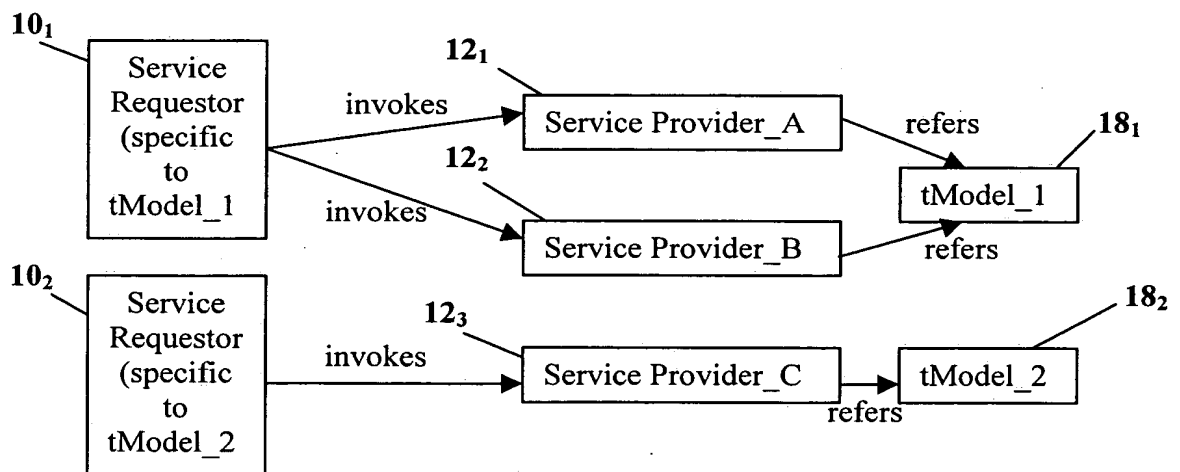 10₁
Service
Requestor
(specific
to
tModel_1
invokes
invokes
12₁
Service Provider_A
12₂
Service Provider_B
refers
refers
18₁
tModel_1
10₂
Service
Requestor
(specific
to
tModel_2
invokes
12₃
Service Provider_C
refers
18₂
tModel_2